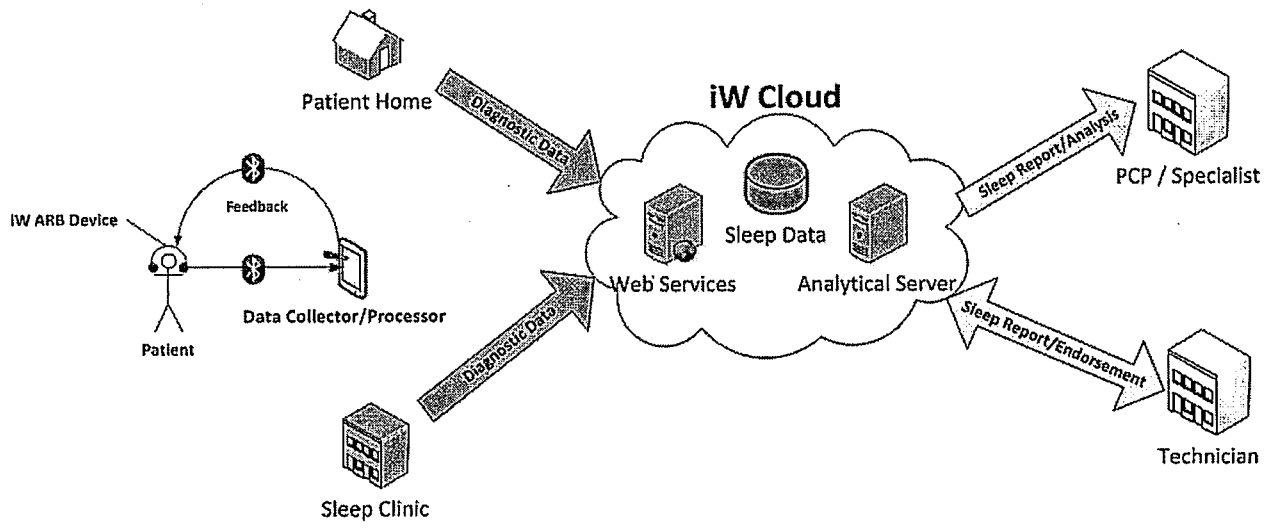 Patient Home
Diagnostic Data
iW Cloud
Sleep Report/Analysis
PCP / Specialist
Feedback
iW ARB Device
Sleep Data
Web Services
Analytical Server
Data Collector/Processor
Patient
Diagnostic Data
Sleep Report/Endorsement
Sleep Clinic
Technician